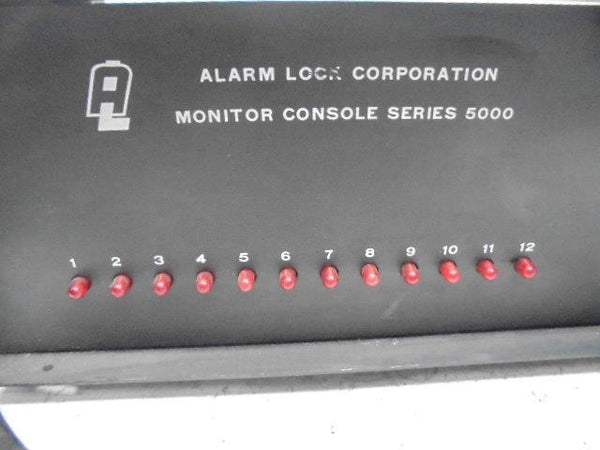 ALARM LOCK CORPORATION
MONITOR CONSOLE SERIES 5000
1 2 3 4 5 6 7 8 9 10 11 12